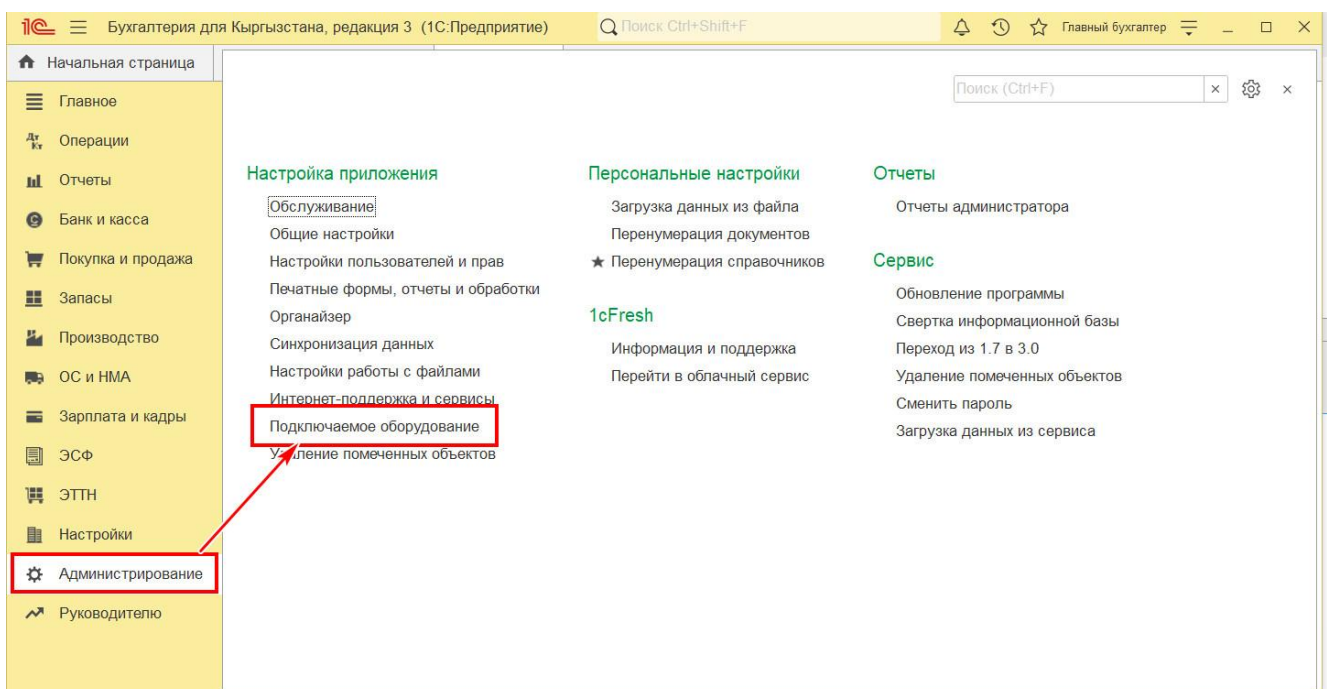 1С Бухгалтерия для Кыргызстана, редакция 3 (1С:Предприятие) Поиск Ctrl+Shift+F Главный бухгалтер
Начальная страница
Поиск (Ctrl+F)
Главное
Операции
Отчеты
Банк и касса
Покупка и продажа
Запасы
Производство
ОС и НМА
Зарплата и кадры
ЭСФ
ЭТТН
Настройки
Администрирование
Руководителю
Настройка приложения
Обслуживание
Общие настройки
Настройки пользователей и прав
Печатные формы, отчеты и обработки
Органайзер
Синхронизация данных
Настройки работы с файлами
Интернет-поддержка и сервисы
Подключаемое оборудование
Удаление помеченных объектов
Персональные настройки
Загрузка данных из файла
Перенумерация документов
Перенумерация справочников
1cFresh
Информация и поддержка
Перейти в облачный сервис
Отчеты
Отчеты администратора
Сервис
Обновление программы
Свертка информационной базы
Переход из 1.7 в 3.0
Удаление помеченных объектов
Сменить пароль
Загрузка данных из сервиса